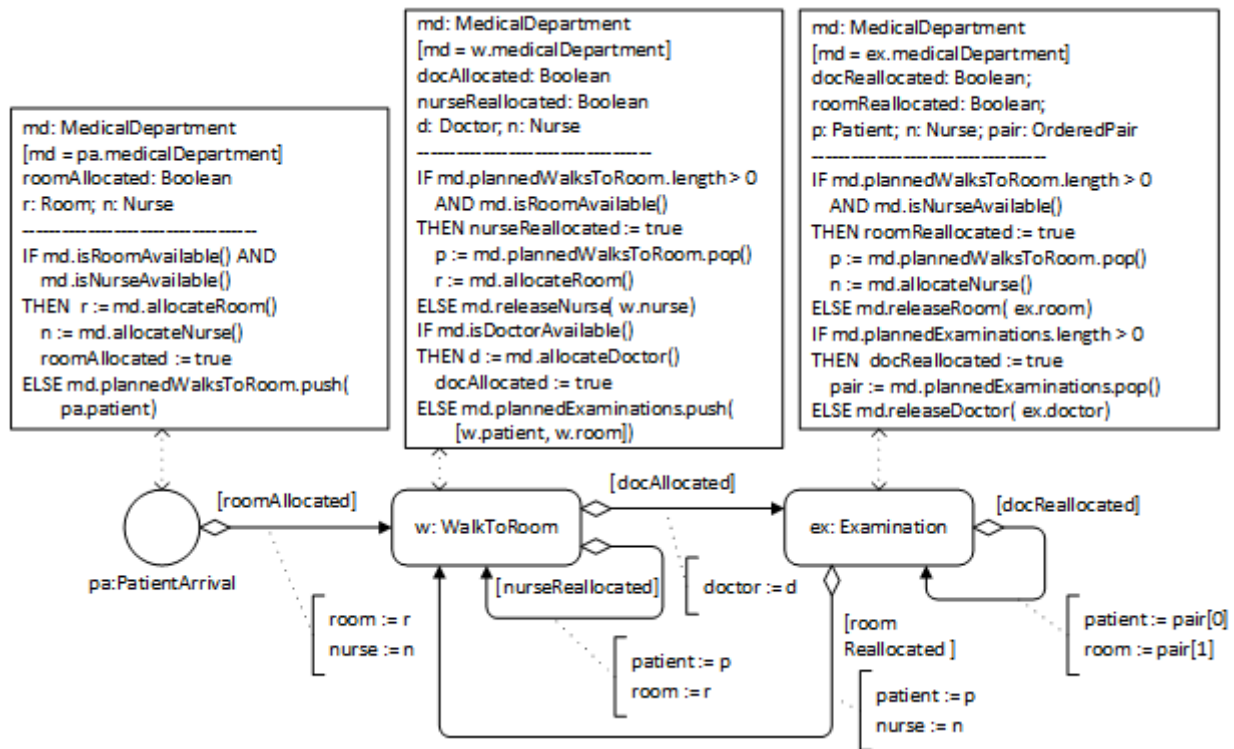 md: MedicalDepartment
[md = pa.medicalDepartment]
roomAllocated: Boolean
r: Room; n: Nurse
------------------------------------
IF md.isRoomAvailable() AND
md.isNurseAvailable()
THEN r := md.allocateRoom()
n := md.allocateNurse()
roomAllocated := true
ELSE md.plannedWalksToRoom.push(
pa.patient)
md: MedicalDepartment
[md = w.medicalDepartment]
docAllocated: Boolean
nurseReallocated: Boolean
d: Doctor; n: Nurse
------------------------------------
IF md.plannedWalksToRoom.length > 0
AND md.isRoomAvailable()
THEN nurseReallocated := true
p := md.plannedWalksToRoom.pop()
r := md.allocateRoom()
ELSE md.releaseNurse( w.nurse)
IF md.isDoctorAvailable()
THEN d := md.allocateDoctor()
docAllocated := true
ELSE md.plannedExaminations.push(
[w.patient, w.room])
md: MedicalDepartment
[md = ex.medicalDepartment]
docReallocated: Boolean;
roomReallocated: Boolean;
p: Patient; n: Nurse; pair: OrderedPair
------------------------------------
IF md.plannedWalksToRoom.length > 0
AND md.isNurseAvailable()
THEN roomReallocated := true
p := md.plannedWalksToRoom.pop()
n := md.allocateNurse()
ELSE md.releaseRoom( ex.room)
IF md.plannedExaminations.length > 0
THEN docReallocated := true
pair := md.plannedExaminations.pop()
ELSE md.releaseDoctor( ex.doctor)
[roomAllocated]
[docAllocated]
[docReallocated]
w: WalkToRoom
ex: Examination
pa:PatientArrival
[nurseReallocated]
doctor := d
room := r
nurse := n
patient := p
room := r
[room
Reallocated ]
patient := pair[0]
room := pair[1]
patient := p
nurse := n